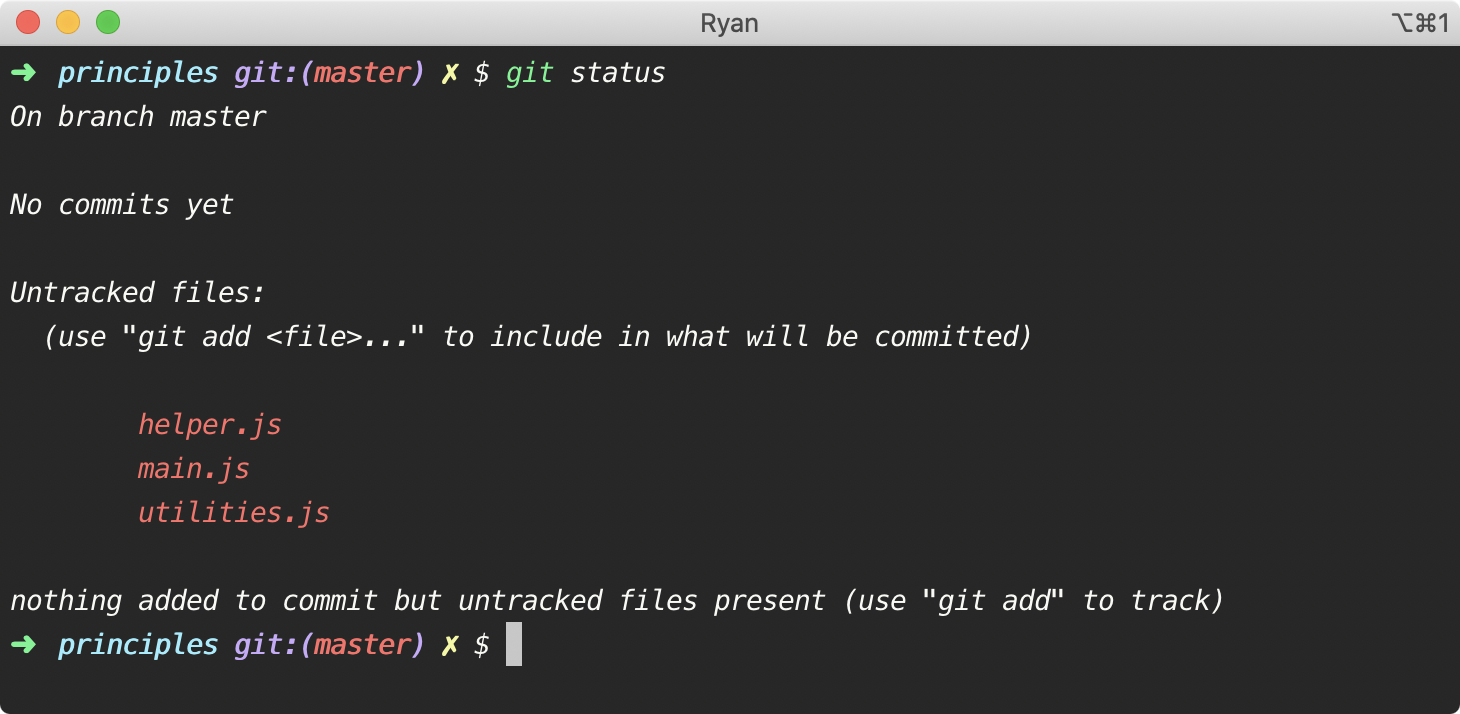 Ryan
⌥⌘1
➜ principles git:(master) ✗ $ git status
On branch master
No commits yet
Untracked files:
(use "git add <file>..." to include in what will be committed)
helper.js
main.js
utilities.js
nothing added to commit but untracked files present (use "git add" to track)
➜ principles git:(master) ✗ $